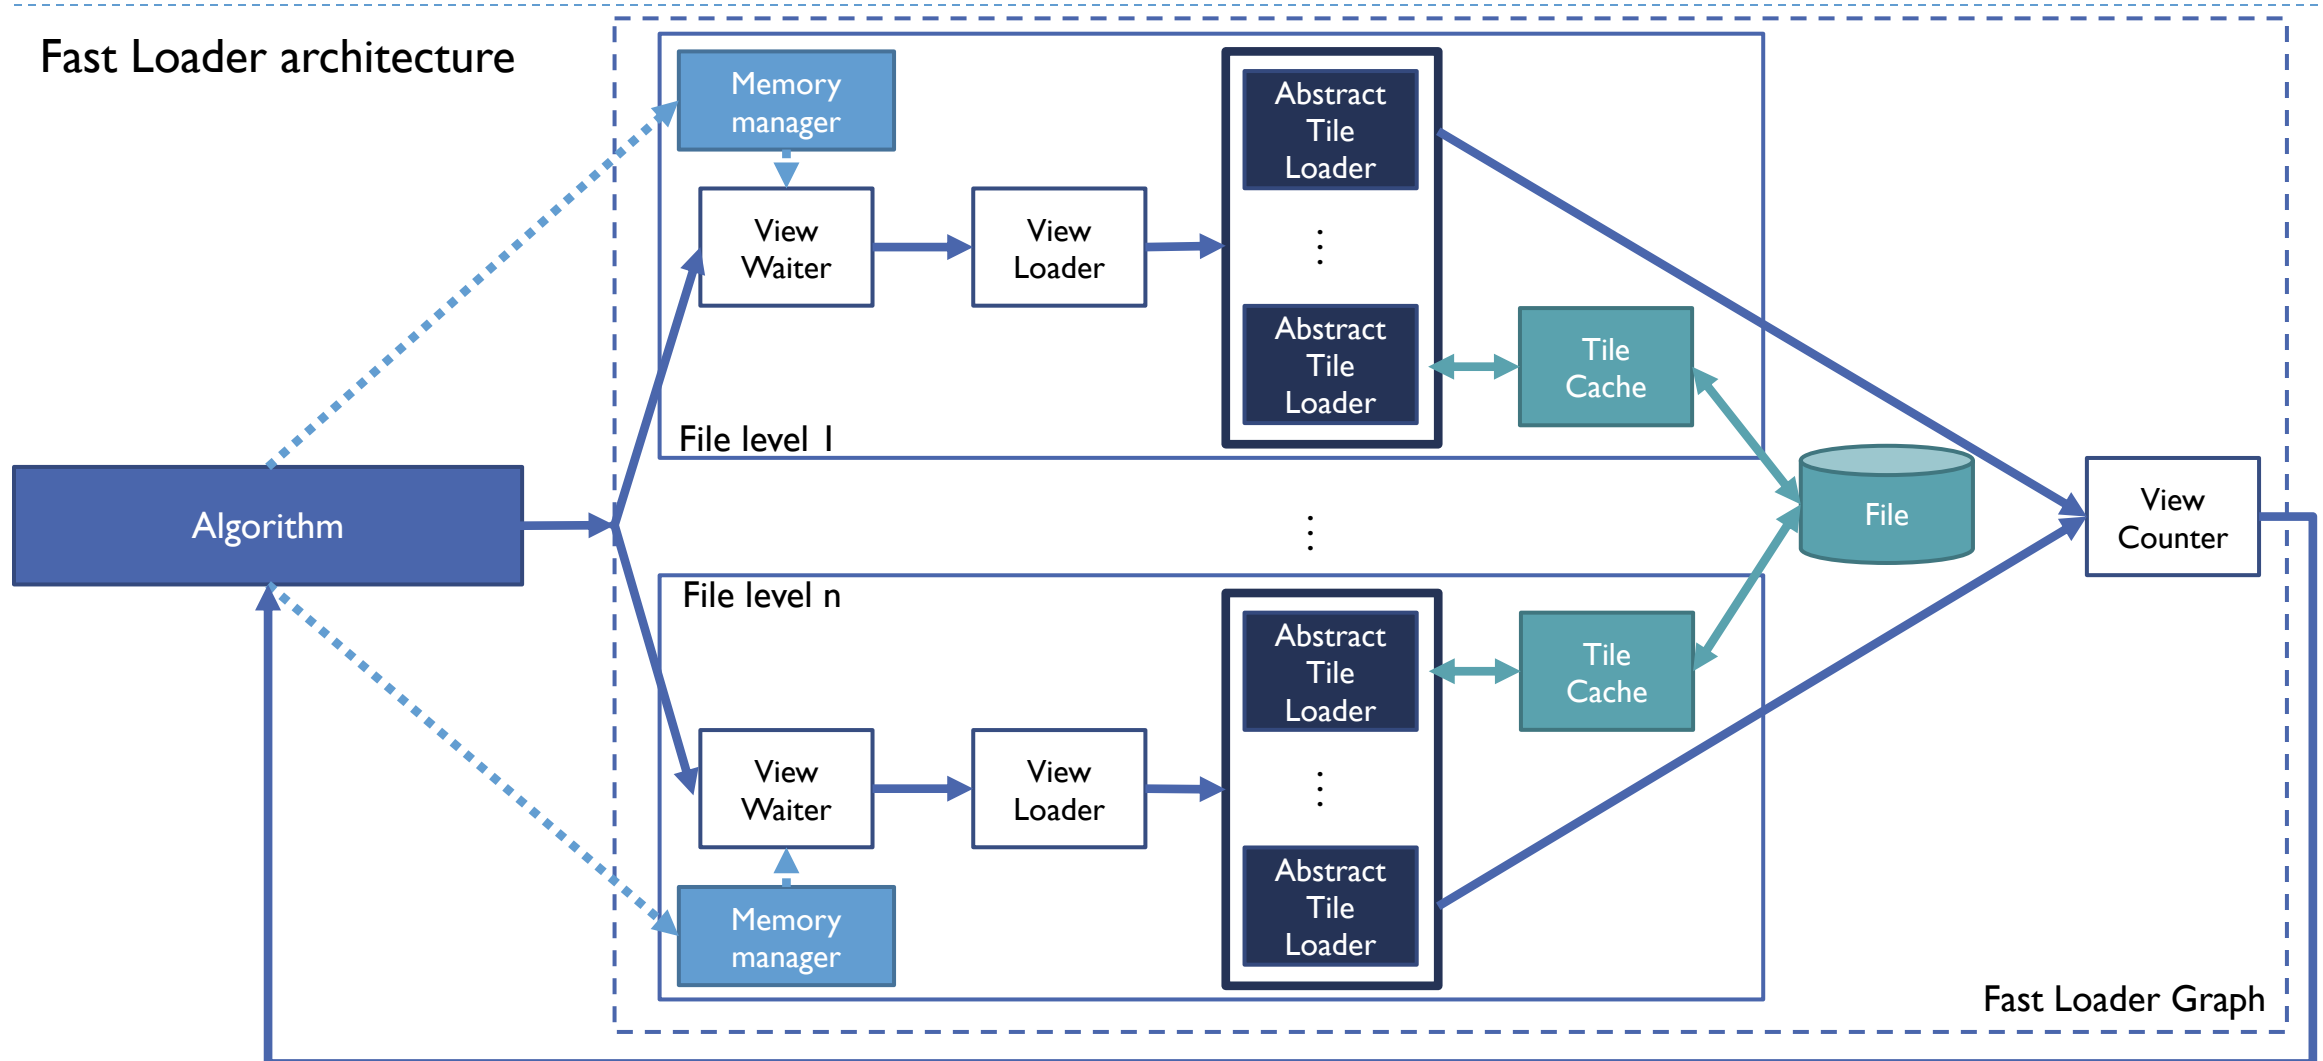 Fast Loader architecture
Memory
manager
Abstract
Tile
Loader
View
Waiter
View
Loader
⋮
Abstract
Tile
Loader
Tile
Cache
File level 1
Algorithm
⋮
File
View
Counter
File level n
Abstract
Tile
Loader
Tile
Cache
View
Waiter
View
Loader
⋮
Abstract
Tile
Loader
Memory
manager
Fast Loader Graph